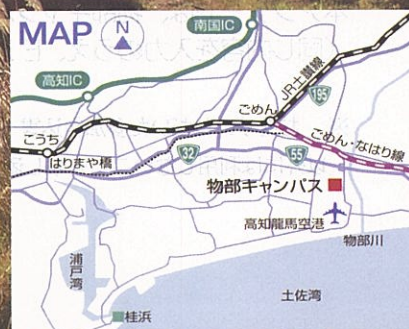 MAP
N
南国IC
高知IC
JR土讃線
195
ごめん
こうち
はりまや橋
ごめん・なはり線
32
55
物部キャンパス
高知龍馬空港
物部川
浦戸湾
土佐湾
桂浜